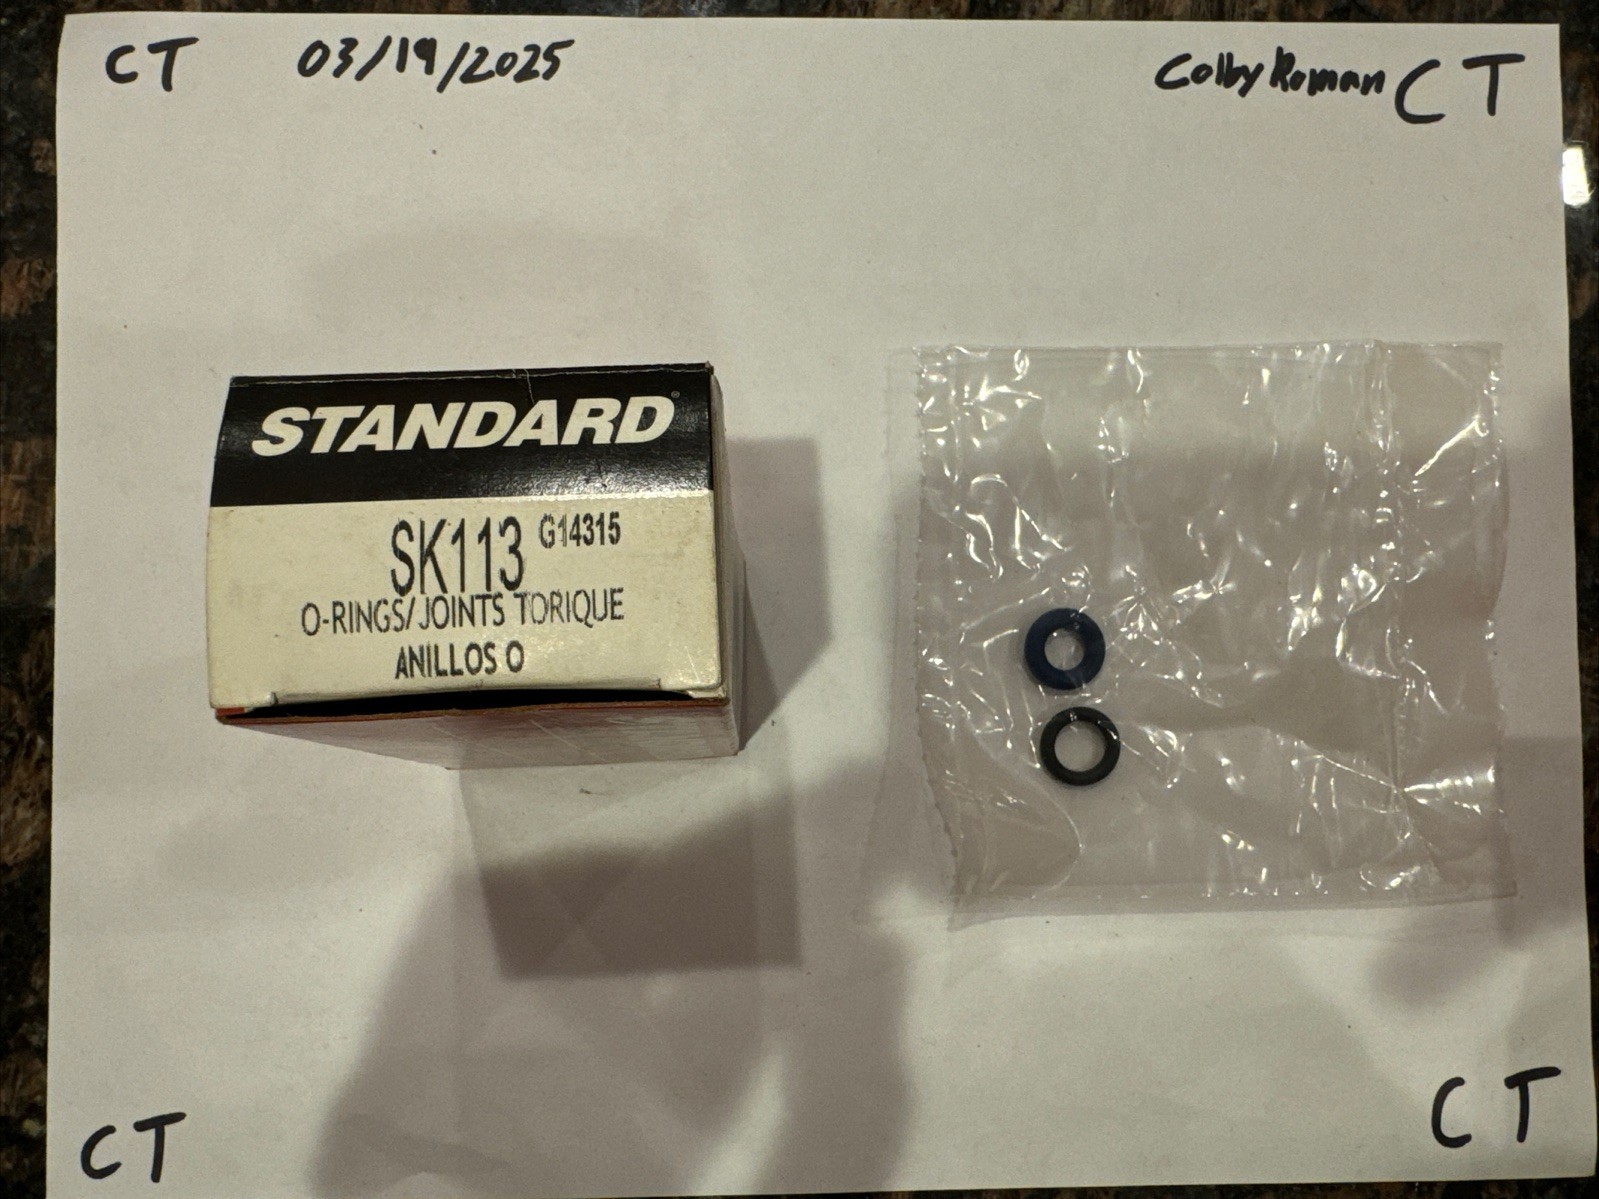 CT 03/19/2025 Colby Roman CT
STANDARD®
SK113 G14315
O-RINGS/JOINTS TORIQUE
ANILLOS O
CT CT